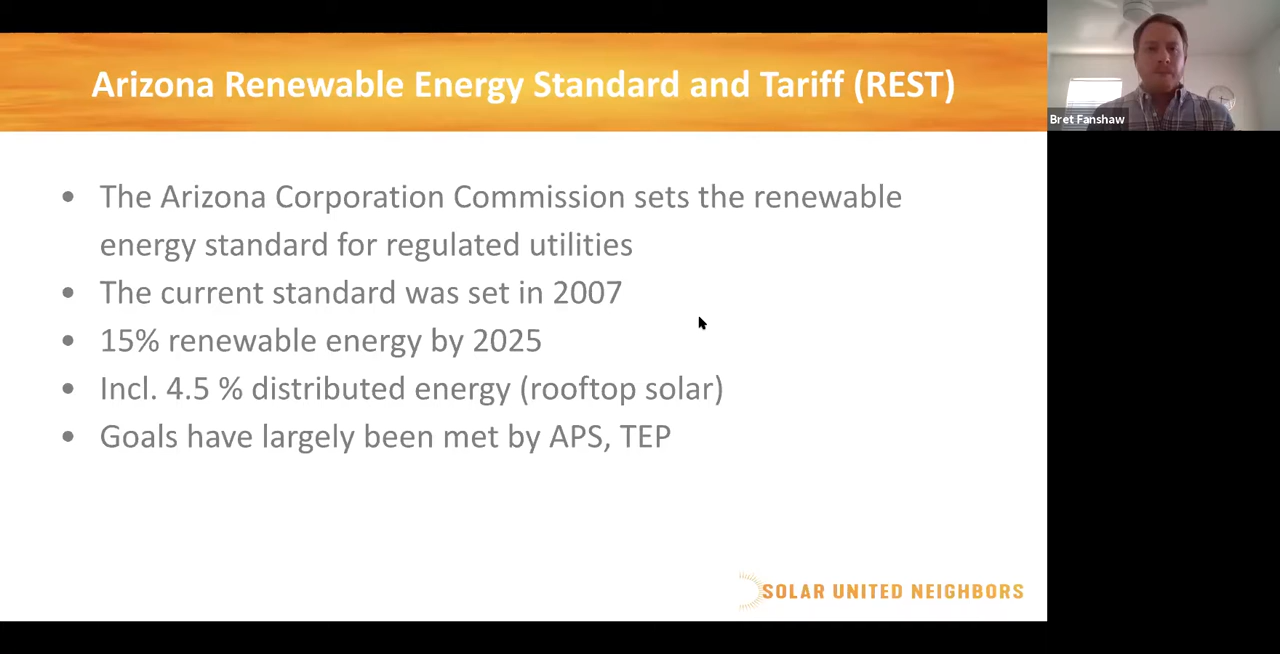 Arizona Renewable Energy Standard and Tariff (REST)
Bret Fanshaw
• The Arizona Corporation Commission sets the renewable
energy standard for regulated utilities
• The current standard was set in 2007
• 15% renewable energy by 2025
• Incl. 4.5 % distributed energy (rooftop solar)
• Goals have largely been met by APS, TEP
SOLAR UNITED NEIGHBORS